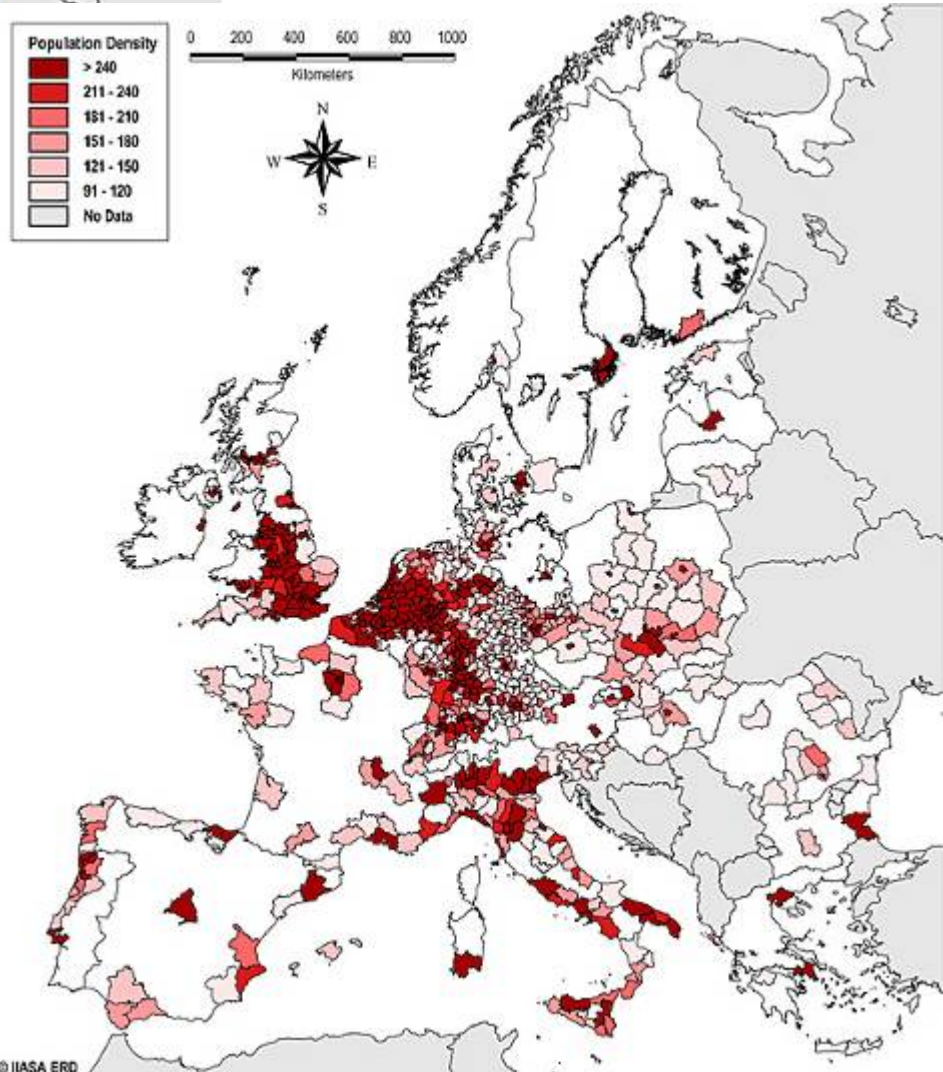 Population Density
> 240
211 - 240
181 - 210
151 - 180
121 - 150
91 - 120
No Data
0 200 400 600 800 1000
Kilometers
N
W E
S
© IIASA ERD